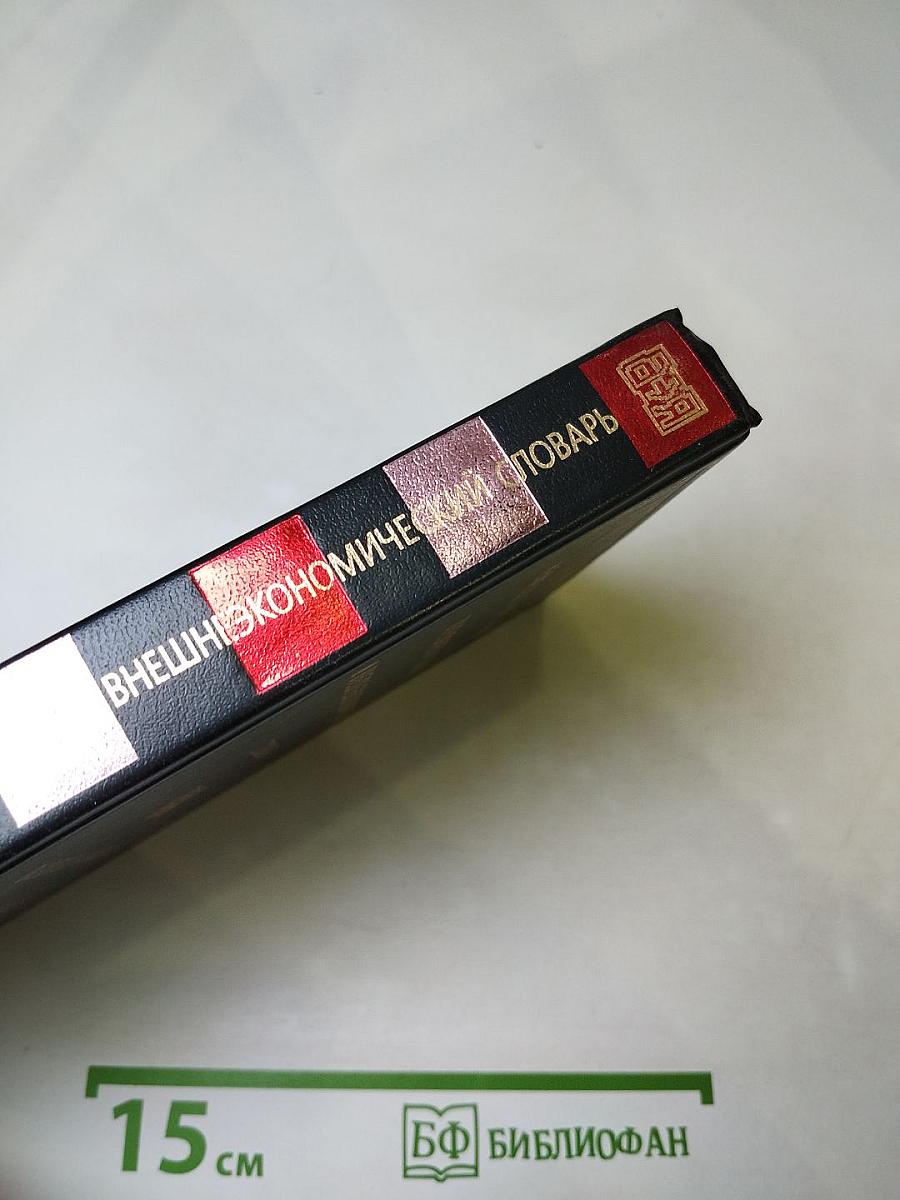 ВНЕШНЕЭКОНОМИЧЕСКИЙ СЛОВАРЬ
15 см
БФ БИБЛИОФАН